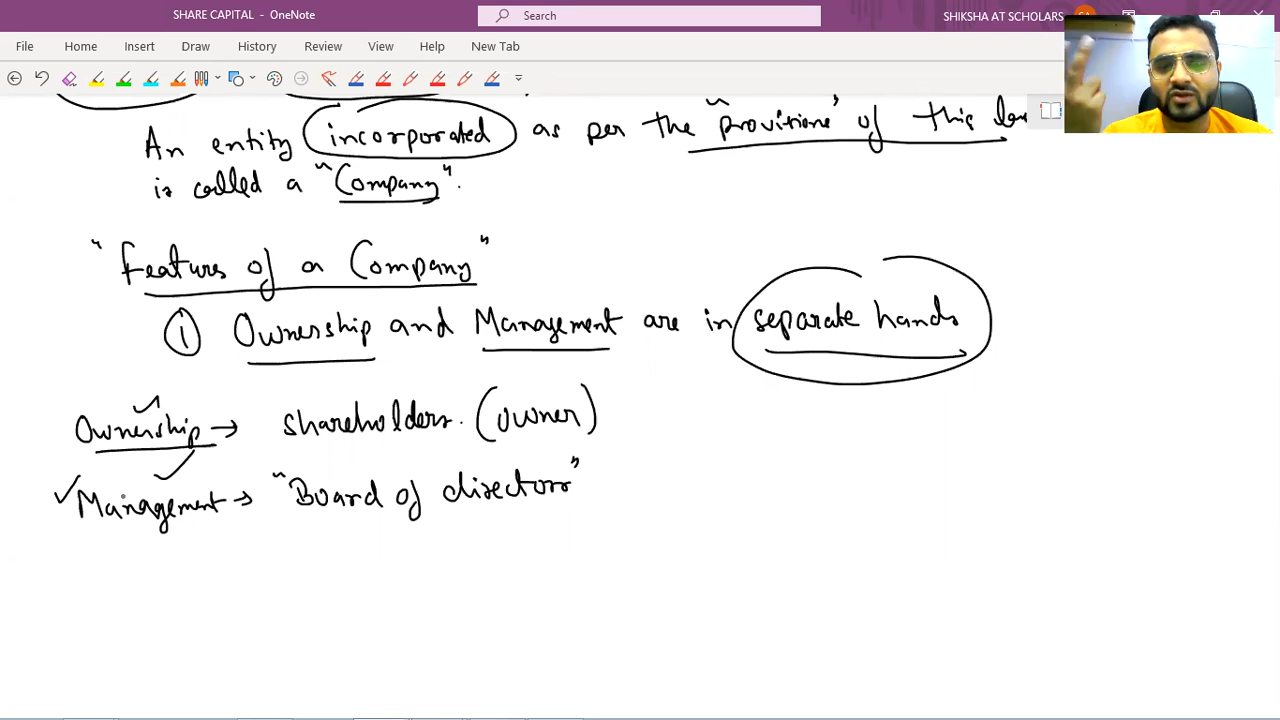 SHARE CAPITAL - OneNote
Search
SHIKSHA AT SCHOLARS
SA
File Home Insert Draw History Review View Help New Tab
An entity incorporated as per the "provisions" of this law
is called a "Company".
"Features of a Company"
① Ownership and Management are in separate hands
Ownership → shareholders. (owner)
Management → "Board of directors"